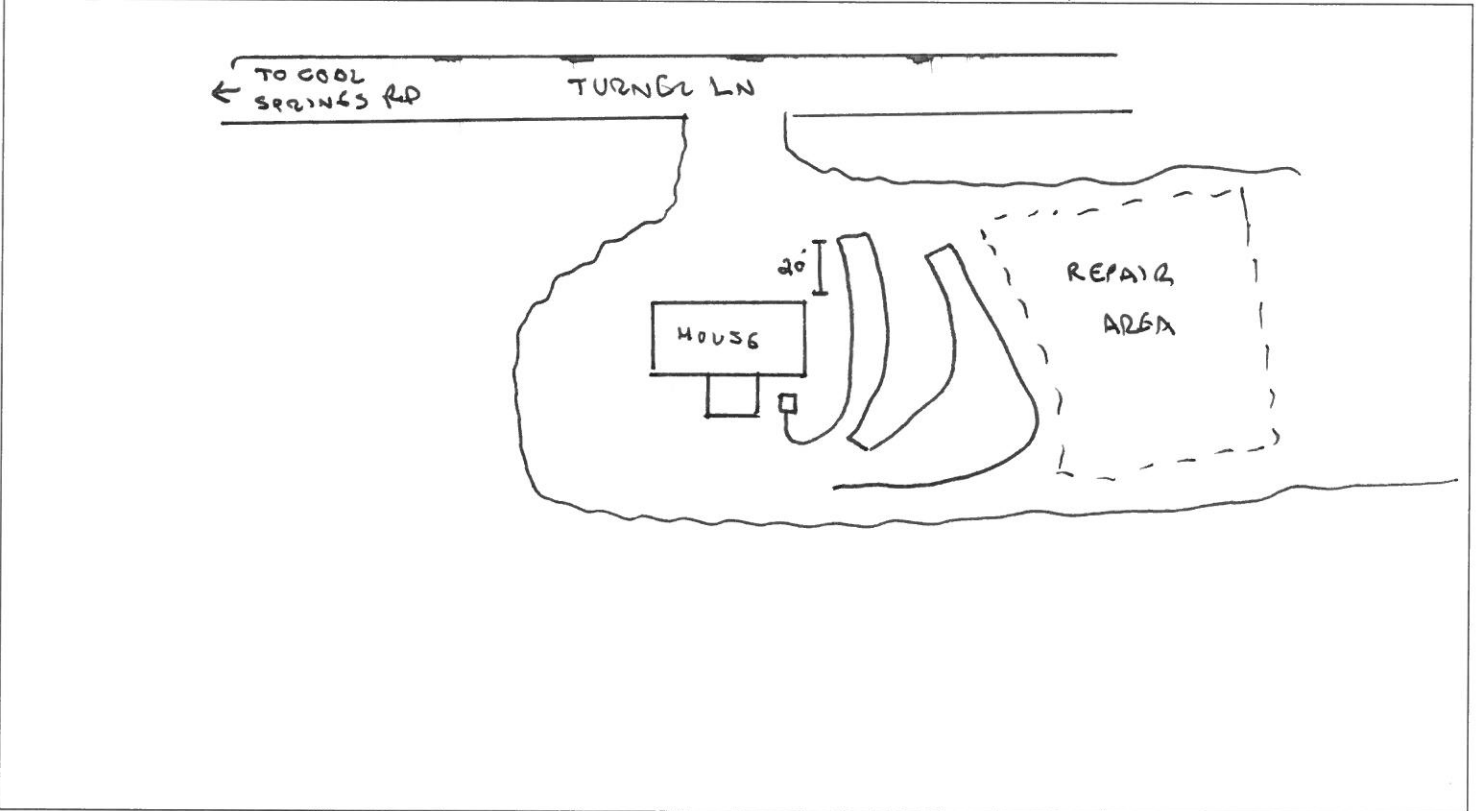 ← TO COOL
SPRINGS RD
TURNER LN
20'
HOUSE
REPAIR
AREA